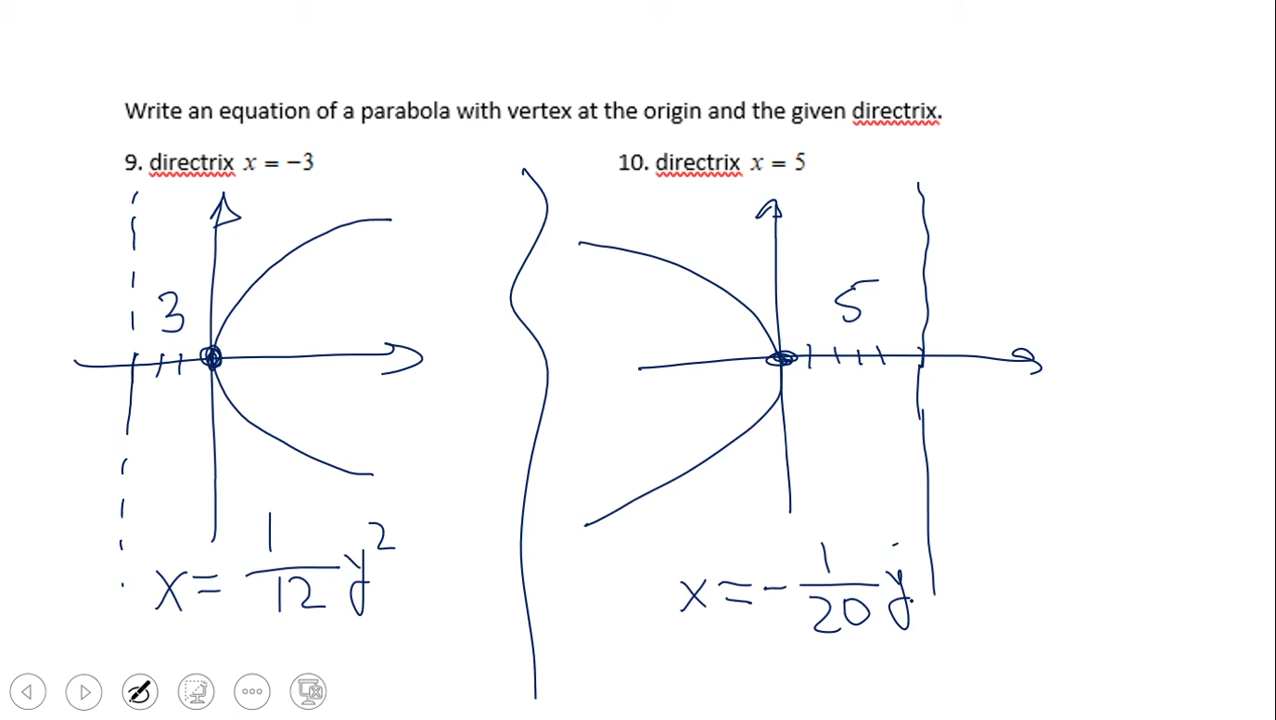 Write an equation of a parabola with vertex at the origin and the given directrix.
9. directrix x = −3
10. directrix x = 5
3
5
x = 1/12 y²
x = - 1/20 y